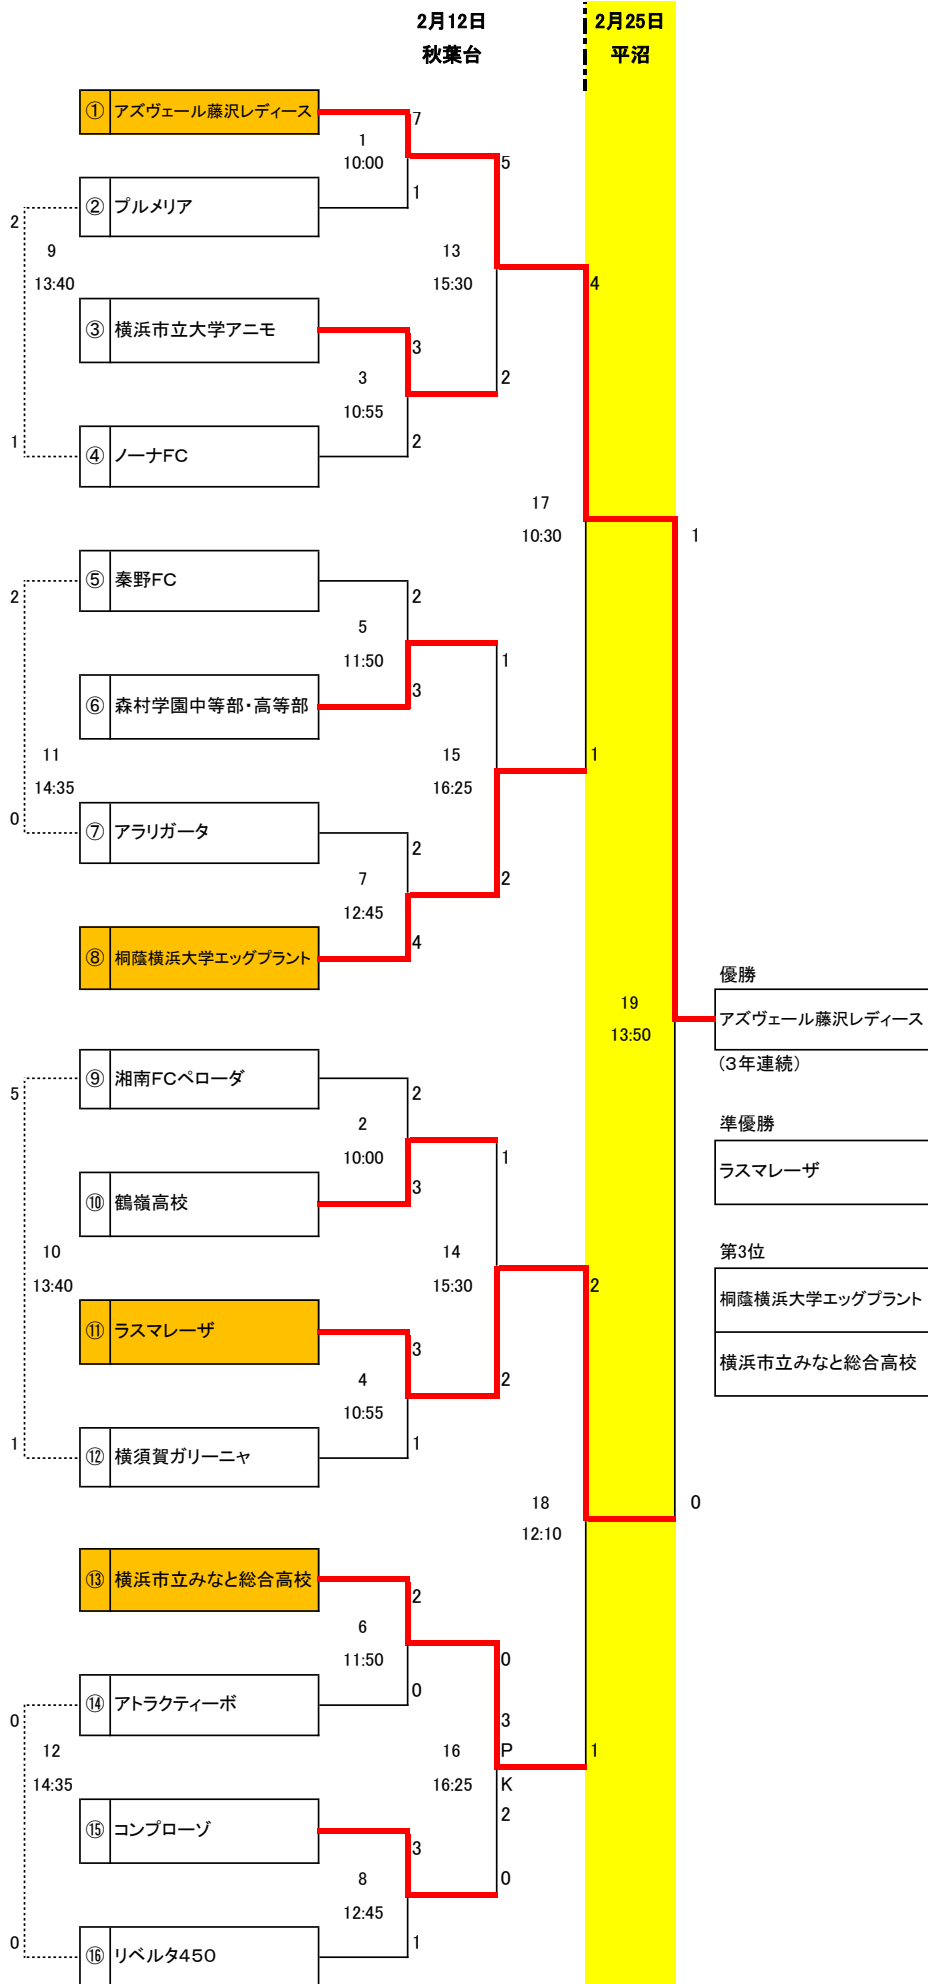 2月12日
2月25日
秋葉台
平沼
① アズヴェール藤沢レディース
7
1
10:00
5
② プルメリア
1
2
9
13:40
13
15:30
4
③ 横浜市立大学アニモ
3
3
10:55
2
1
④ ノーナFC
2
17
10:30
1
⑤ 秦野FC
2
2
5
11:50
1
⑥ 森村学園中等部・高等部
3
11
14:35
15
16:25
1
0
⑦ アラリガータ
2
7
12:45
2
⑧ 桐蔭横浜大学エッグプラント
4
19
13:50
優勝
アズヴェール藤沢レディース
(3年連続)
⑨ 湘南FCペローダ
5
2
2
10:00
1
準優勝
ラスマレーザ
⑩ 鶴嶺高校
3
10
13:40
14
15:30
2
第3位
桐蔭横浜大学エッグプラント
横浜市立みなと総合高校
⑪ ラスマレーザ
3
4
10:55
2
1
⑫ 横須賀ガリーニャ
1
18
12:10
0
⑬ 横浜市立みなと総合高校
2
6
11:50
0
⑭ アトラクティーボ
0
0
12
14:35
3
P
K
2
16
16:25
1
⑮ コンプローゾ
3
8
12:45
0
0
⑯ リベルタ450
1